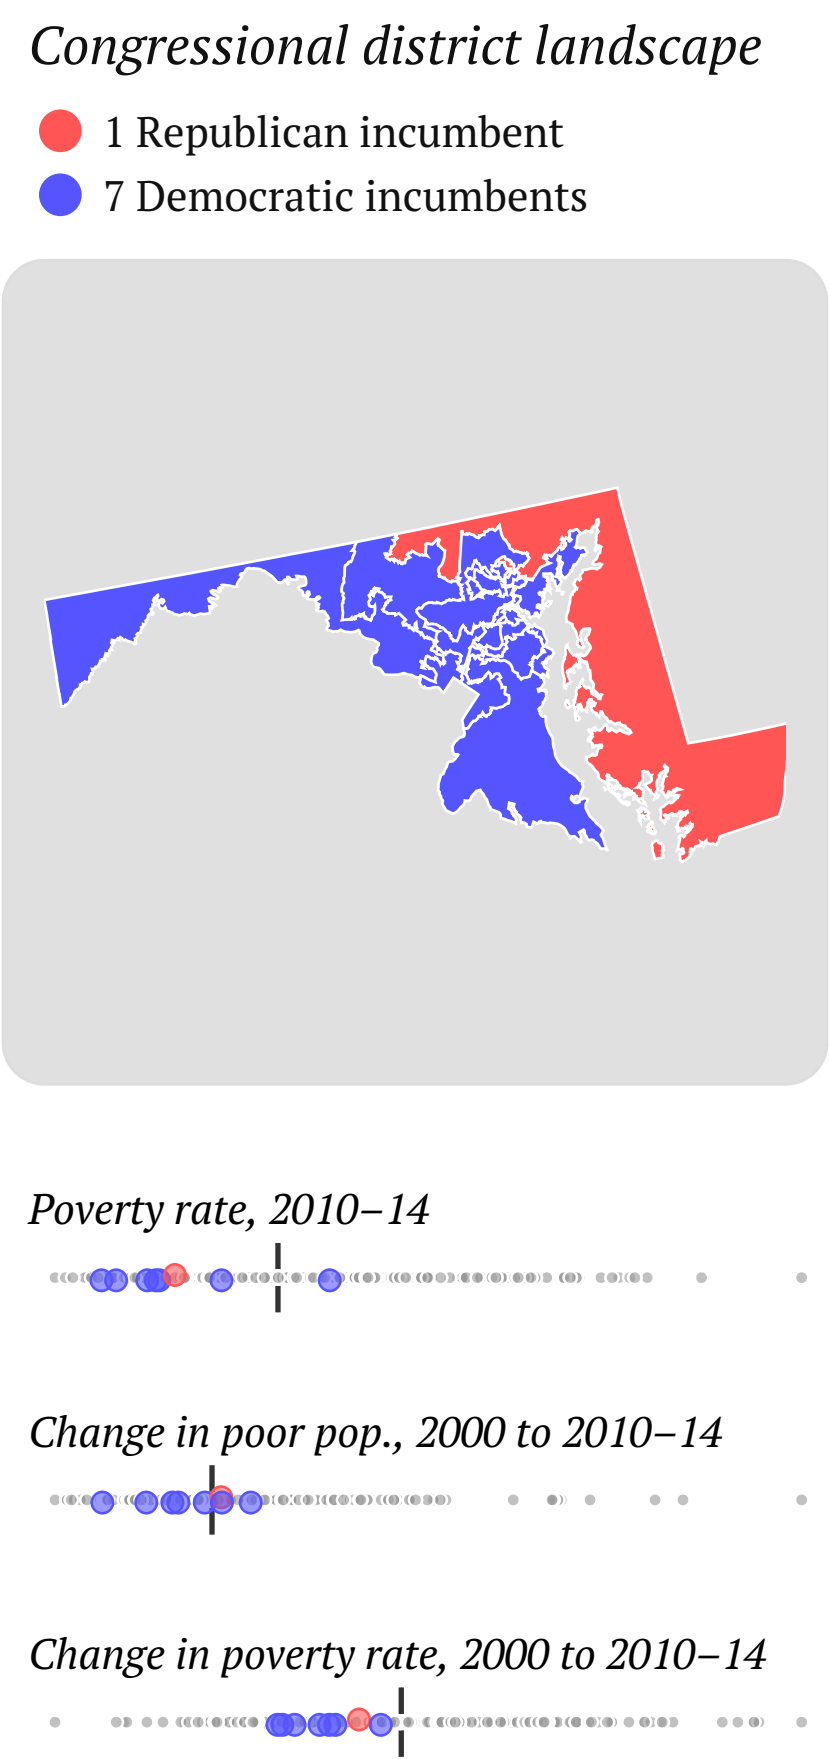 Congressional district landscape
1 Republican incumbent
7 Democratic incumbents
Poverty rate, 2010–14
Change in poor pop., 2000 to 2010–14
Change in poverty rate, 2000 to 2010–14